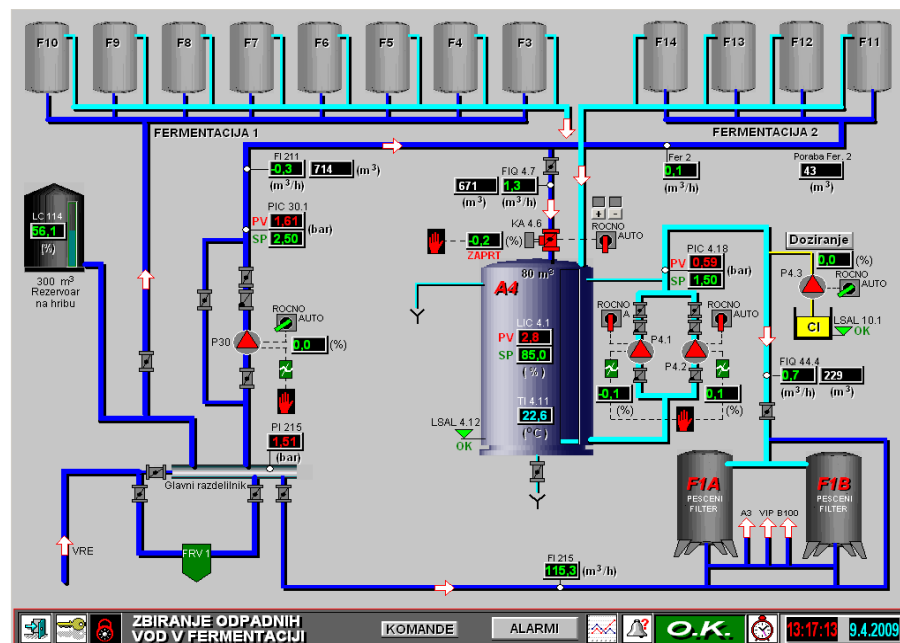 F10 F9 F8 F7 F6 F5 F4 F3 F14 F13 F12 F11
FERMENTACIJA 1
FERMENTACIJA 2
FI 211
-0,3 714 (m³)
(m³/h)
FIQ 4.7
671 1,3
(m³) (m³/h)
Fer 2
0,1
(m³/h)
Poraba Fer. 2
43
(m³)
LC 114
56,1
[%]
300 m³
Rezervoar
na hribu
PIC 30.1
PV 1,61
SP 2,50
(bar)
KA 4.6
-0,2 (%)
ZAPRT
+ -
ROCNO
AUTO
PIC 4.18
PV 0,59
SP 1,50
(bar)
Doziranje
0,0 (%)
P4.3
ROCNO
AUTO
CI
LSAL 10.1
OK
80 m³
A4
LIC 4.1
PV 2,8
SP 85,0
(%)
TI 4.11
22,6
(°C)
LSAL 4.12
OK
ROCNO
AUTO
P30
0,0 (%)
ROCNO
A
ROCNO
AUTO
P4.1
P4.2
-0,1
(%)
0,1
(%)
FIQ 44.4
0,7 229
(m³/h) (m³)
PI 215
1,51
(bar)
Glavni razdelilnik
VRE
FRV 1
F1A
PESCENI
FILTER
F1B
PESCENI
FILTER
A3 VIP B100
FI 215
115,3 (m³/h)
ZBIRANJE ODPADNIH
VOD V FERMENTACIJI
KOMANDE
ALARMI
O.K.
13:17:13
9.4.2009